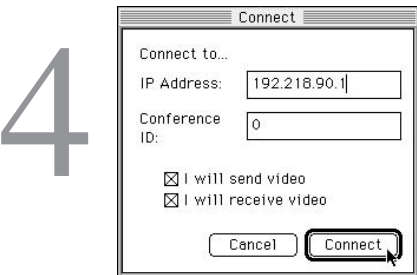 4
Connect
Connect to...
IP Address: 192.218.90.1
Conference
ID: 0
I will send video
I will receive video
Cancel Connect